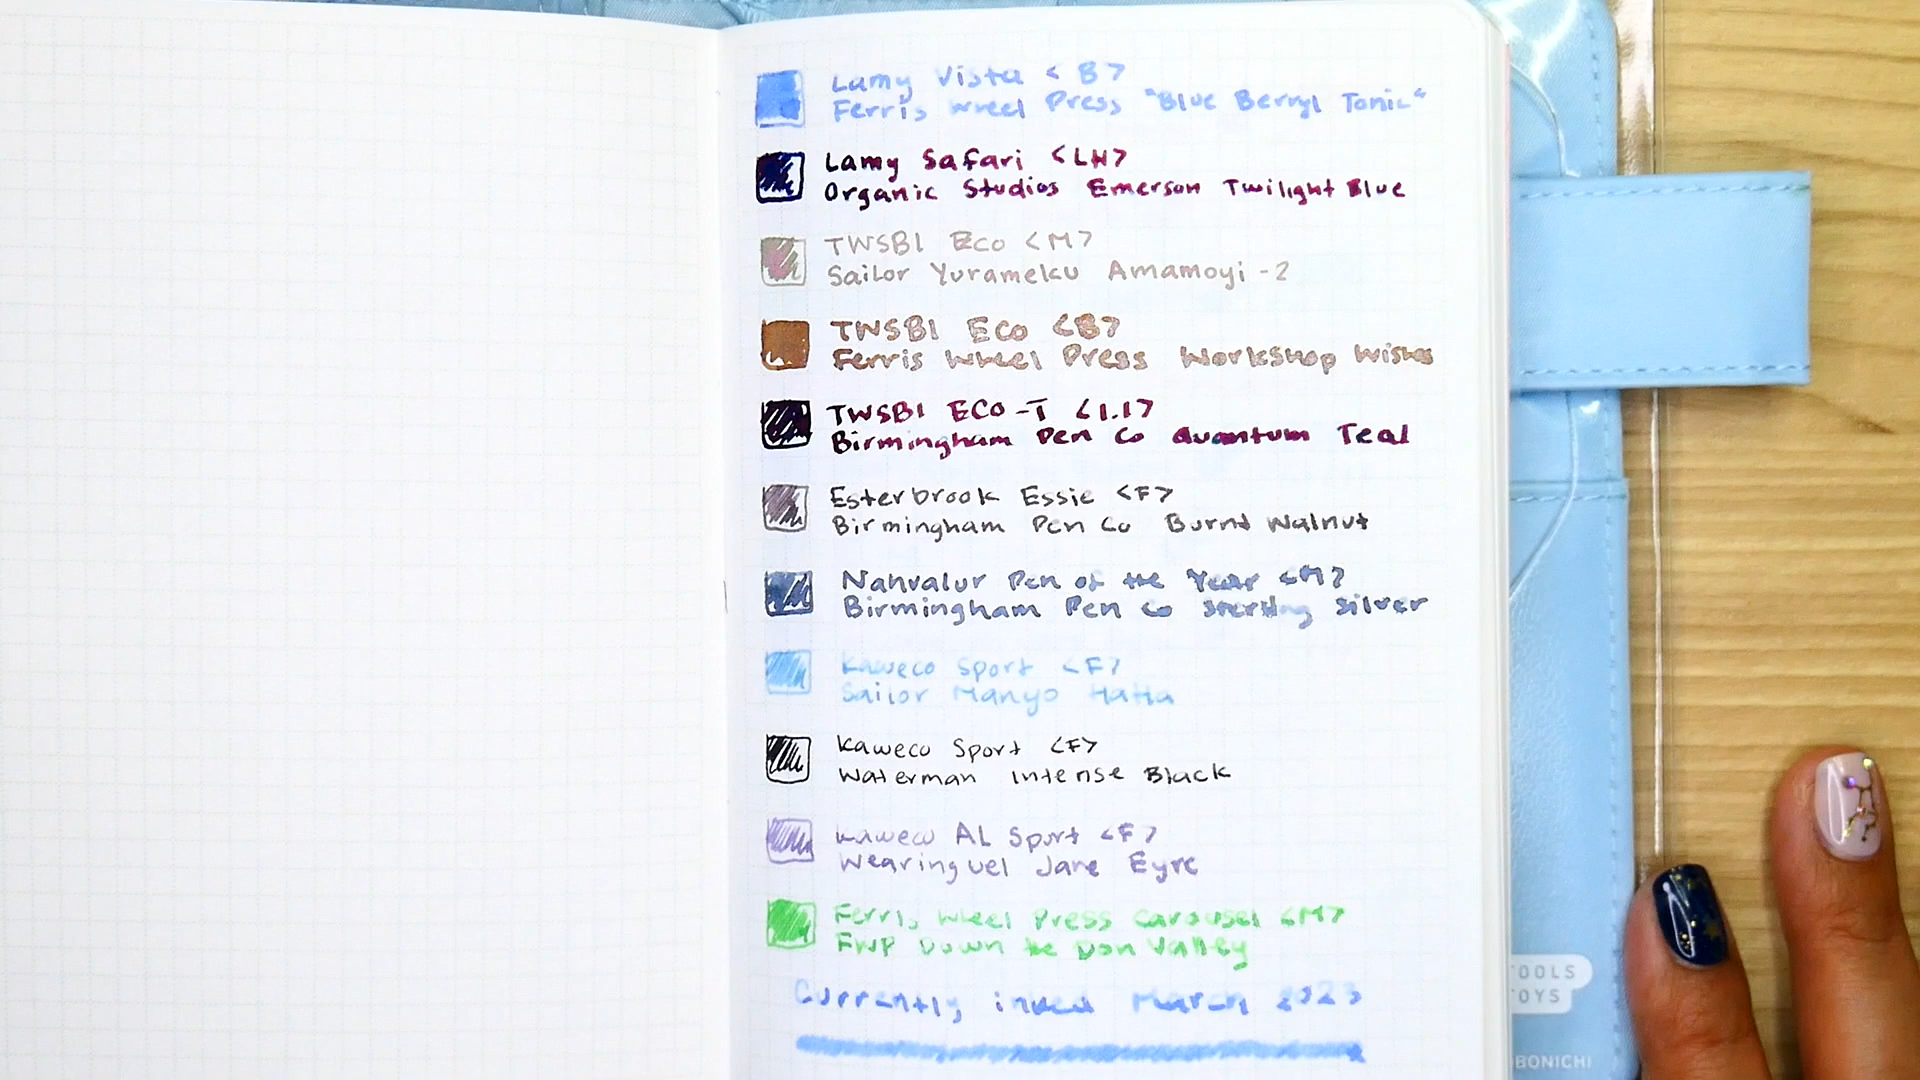 Lamy Vista <B>
Ferris Wheel Press "Blue Berryl Tonic"
Lamy Safari <LH>
Organic Studios Emerson Twilight Blue
TWSBI Eco <M>
Sailor Yurameku Amamoyi -2
TWSBI Eco <B>
Ferris Wheel Press Workshop Wishes
TWSBI ECO-T <1.1>
Birmingham Pen Co Quantum Teal
Esterbrook Essie <F>
Birmingham Pen Co Burnt Walnut
Nahvalur Pen of the Year <M>
Birmingham Pen Co Sterling Silver
Kaweco Sport <F>
Sailor Manyo Haha
Kaweco Sport <F>
Waterman Intense Black
Kaweco AL Sport <F>
Wearinguel Jane Eyre
Ferris Wheel Press Carousel <M>
FWP Down the Don Valley
Currently inked March 2023
TOOLS
TOYS
BONICHI